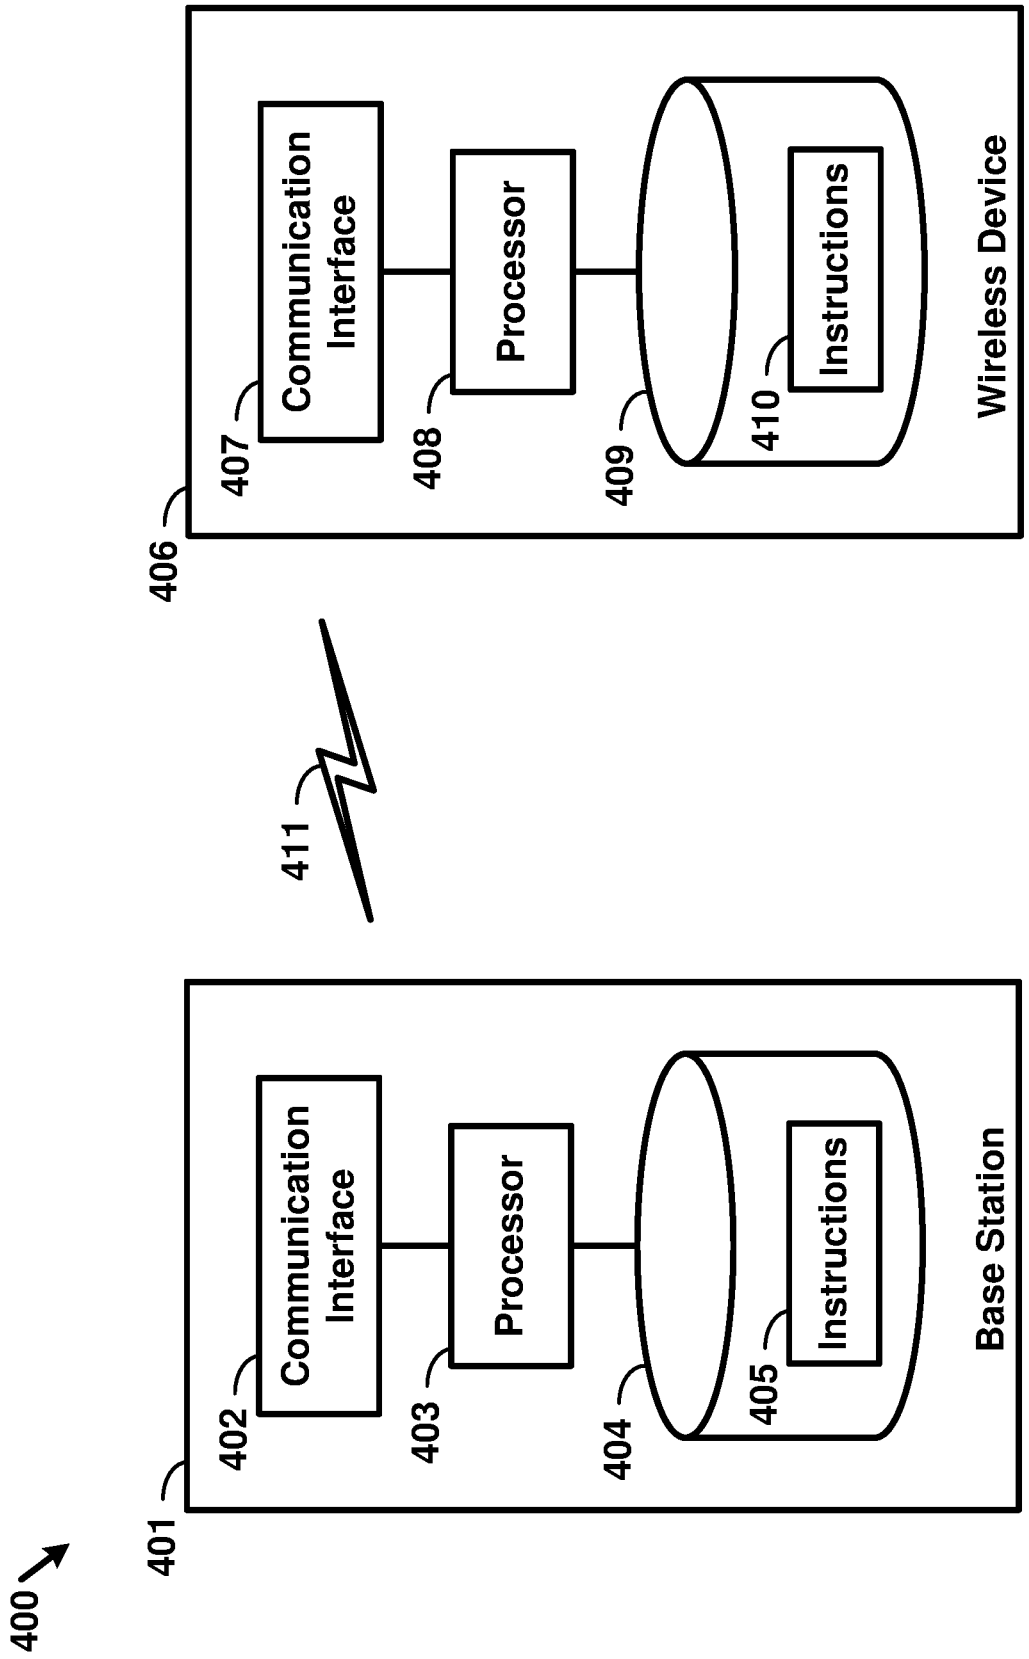 400
401
402
Communication
Interface
403
Processor
404
405
Instructions
Base Station
411
406
407
Communication
Interface
408
Processor
409
410
Instructions
Wireless Device